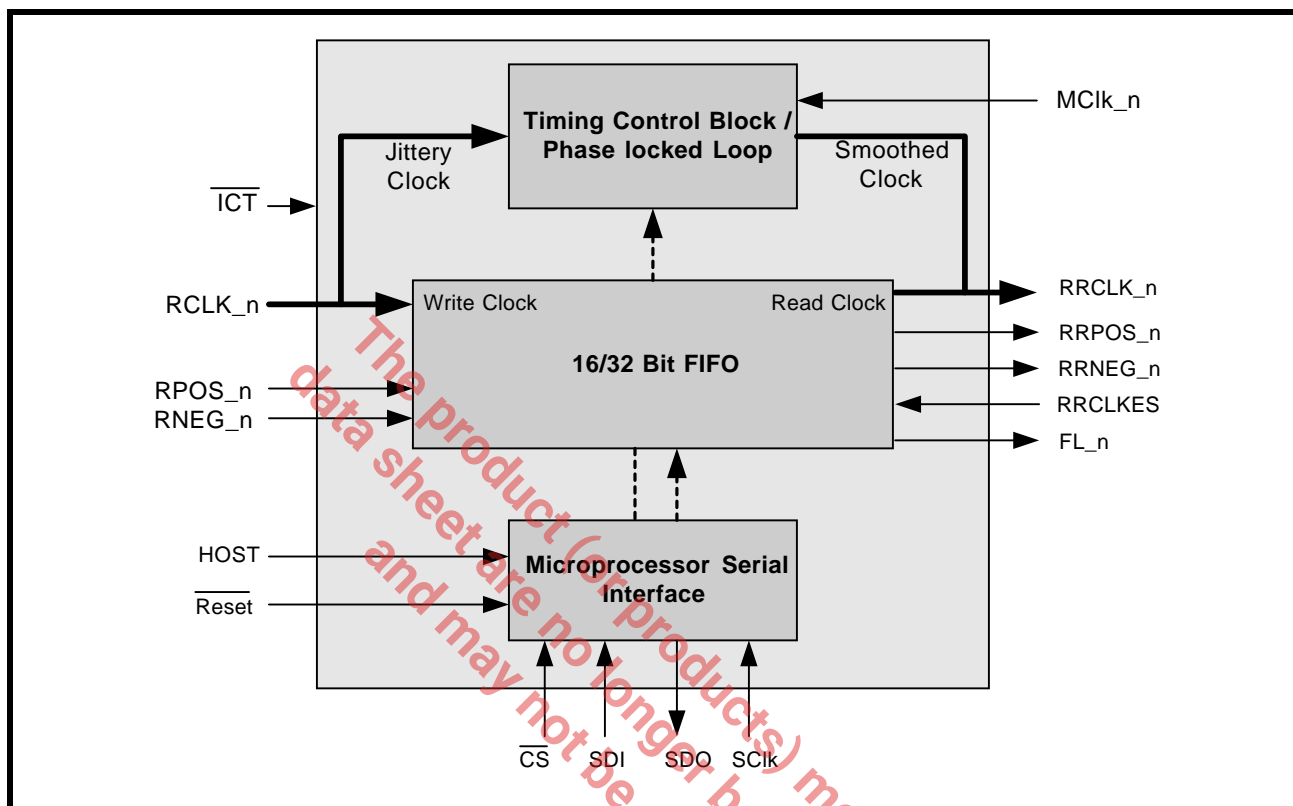 Timing Control Block /
Phase locked Loop
MClk_n
Jittery
Clock
Smoothed
Clock
ICT
RCLK_n
Write Clock
Read Clock
RRCLK_n
16/32 Bit FIFO
RRPOS_n
RRNEG_n
RRCLKES
FL_n
RPOS_n
RNEG_n
HOST
Reset
Microprocessor Serial
Interface
CS
SDI
SDO
SClk
The product (or products) me
data sheet are no longer b
and may not be